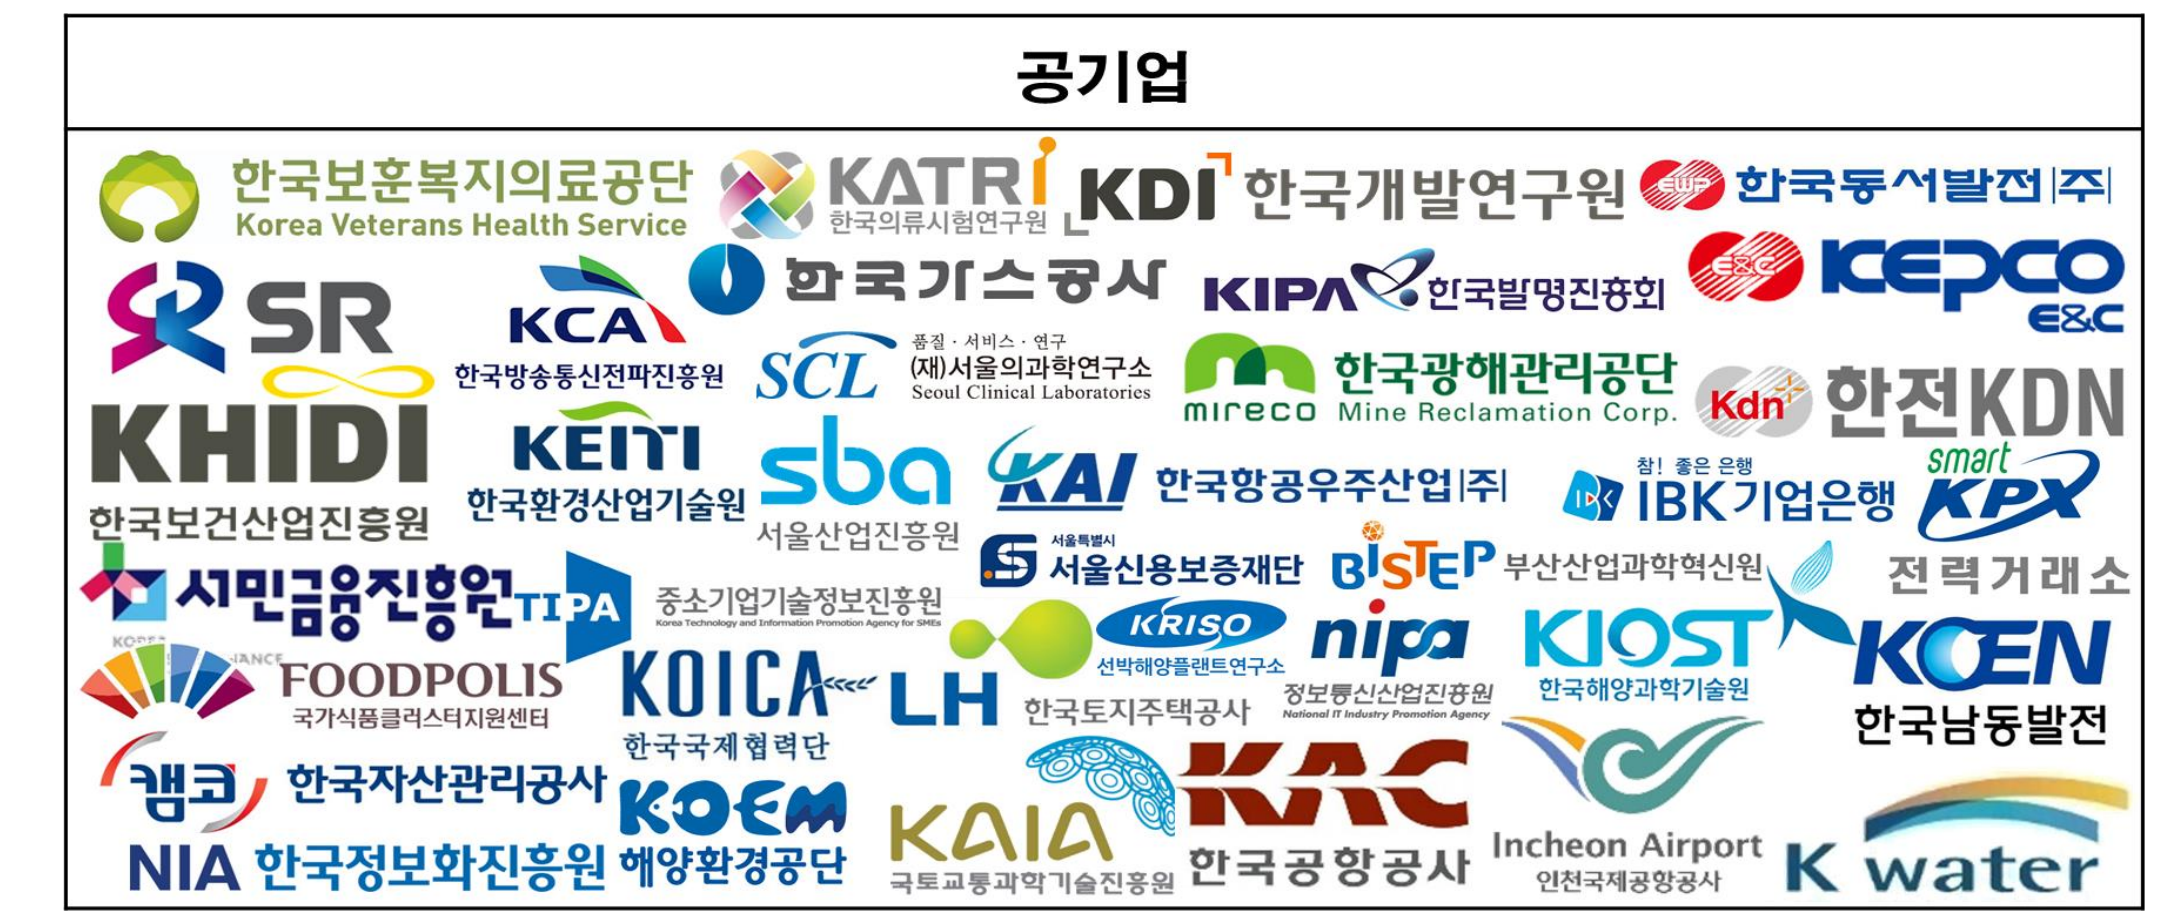 공기업
한국보훈복지의료공단
Korea Veterans Health Service
KATRi
한국의류시험연구원
KDI 한국개발연구원
EWP 한국동서발전(주)
SR
KCA
한국방송통신전파진흥원
한국가스공사
KIPA 한국발명진흥회
E&C KEPCO
E&C
KHIDI
한국보건산업진흥원
KEITI
한국환경산업기술원
SCL
품질 · 서비스 · 연구
(재)서울의과학연구소
Seoul Clinical Laboratories
mireco
한국광해관리공단
Mine Reclamation Corp.
Kdn 한전KDN
sba
서울산업진흥원
KAI 한국항공우주산업(주)
참! 좋은 은행
IBK 기업은행
smart
KPX
전력거래소
서민금융진흥원
TIPA
중소기업기술정보진흥원
Korea Technology and Information Promotion Agency for SMEs
서울특별시
서울신용보증재단
BISTEP 부산산업과학혁신원
FOODPOLIS
국가식품클러스터지원센터
KOICA
한국국제협력단
LH 한국토지주택공사
KRISO
선박해양플랜트연구소
nipa
정보통신산업진흥원
National IT Industry Promotion Agency
KIOST
한국해양과학기술원
KOEN
한국남동발전
캠코 한국자산관리공사
KOEM
해양환경공단
NIA 한국정보화진흥원
KAIA
국토교통과학기술진흥원
KAC
한국공항공사
Incheon Airport
인천국제공항공사
K water